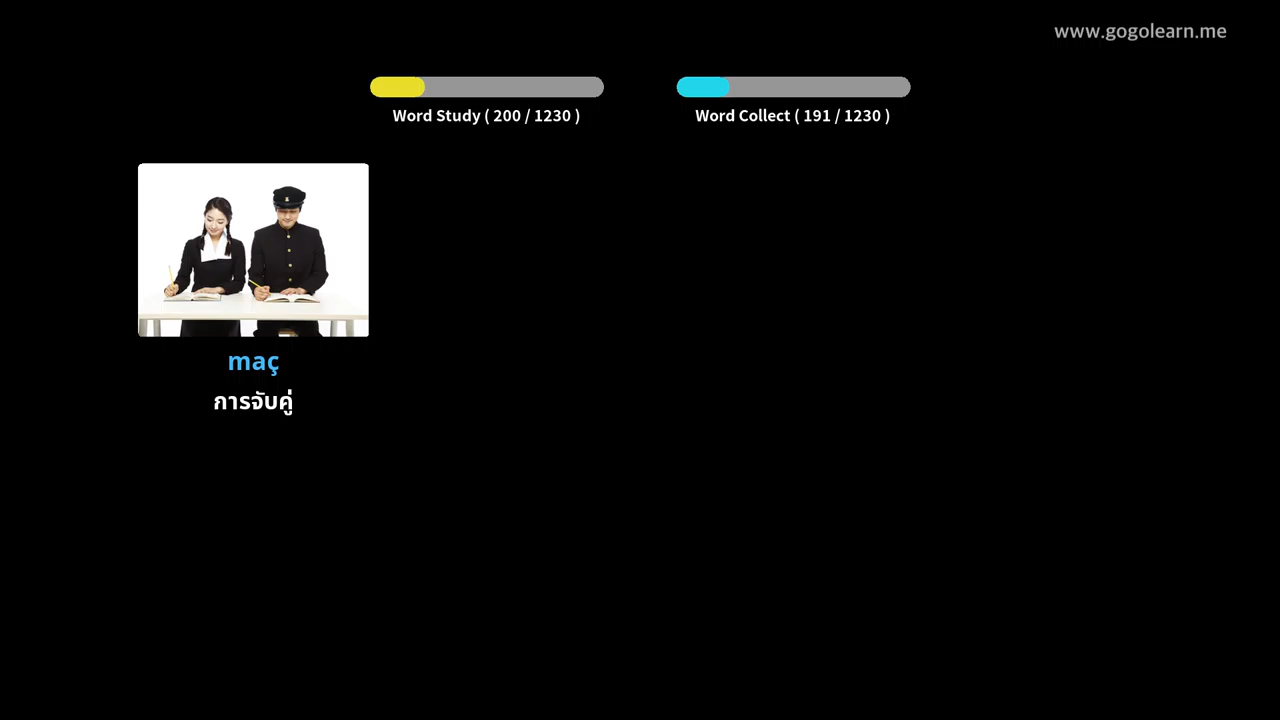 www.gogolearn.me
Word Study ( 200 / 1230 )
Word Collect ( 191 / 1230 )
maç
การจับคู่